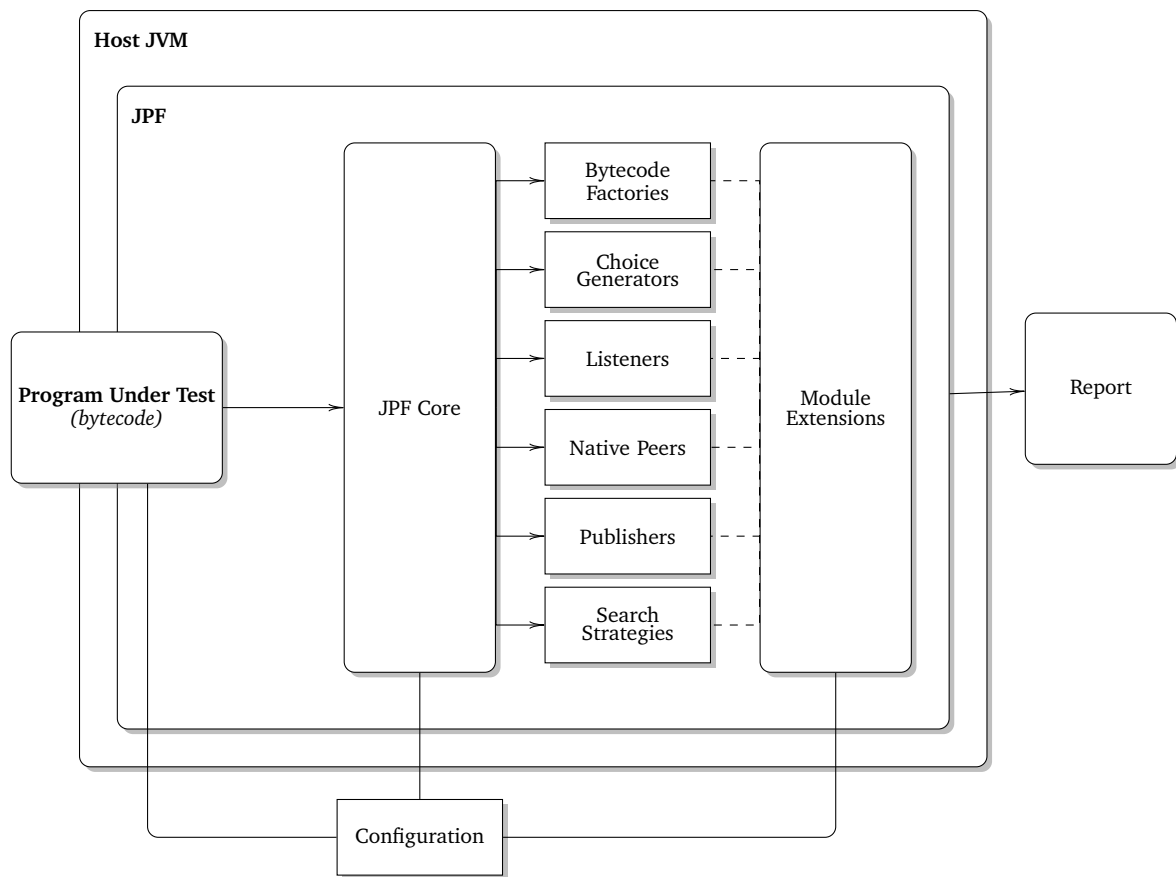 Host JVM
JPF
Bytecode
Factories
Choice
Generators
Program Under Test
(bytecode)
JPF Core
Listeners
Module
Extensions
Report
Native Peers
Publishers
Search
Strategies
Configuration